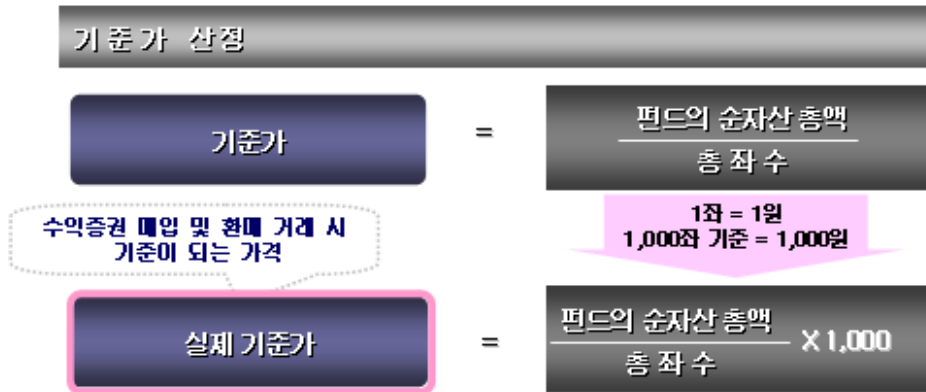 기준가 산정
기준가
=
펀드의 순자산 총액
총 좌 수
수익증권 매입 및 환매 거래 시
기준이 되는 가격
1좌 = 1원
1,000좌 기준 = 1,000원
실제 기준가
=
펀드의 순자산 총액
총 좌 수
X 1,000